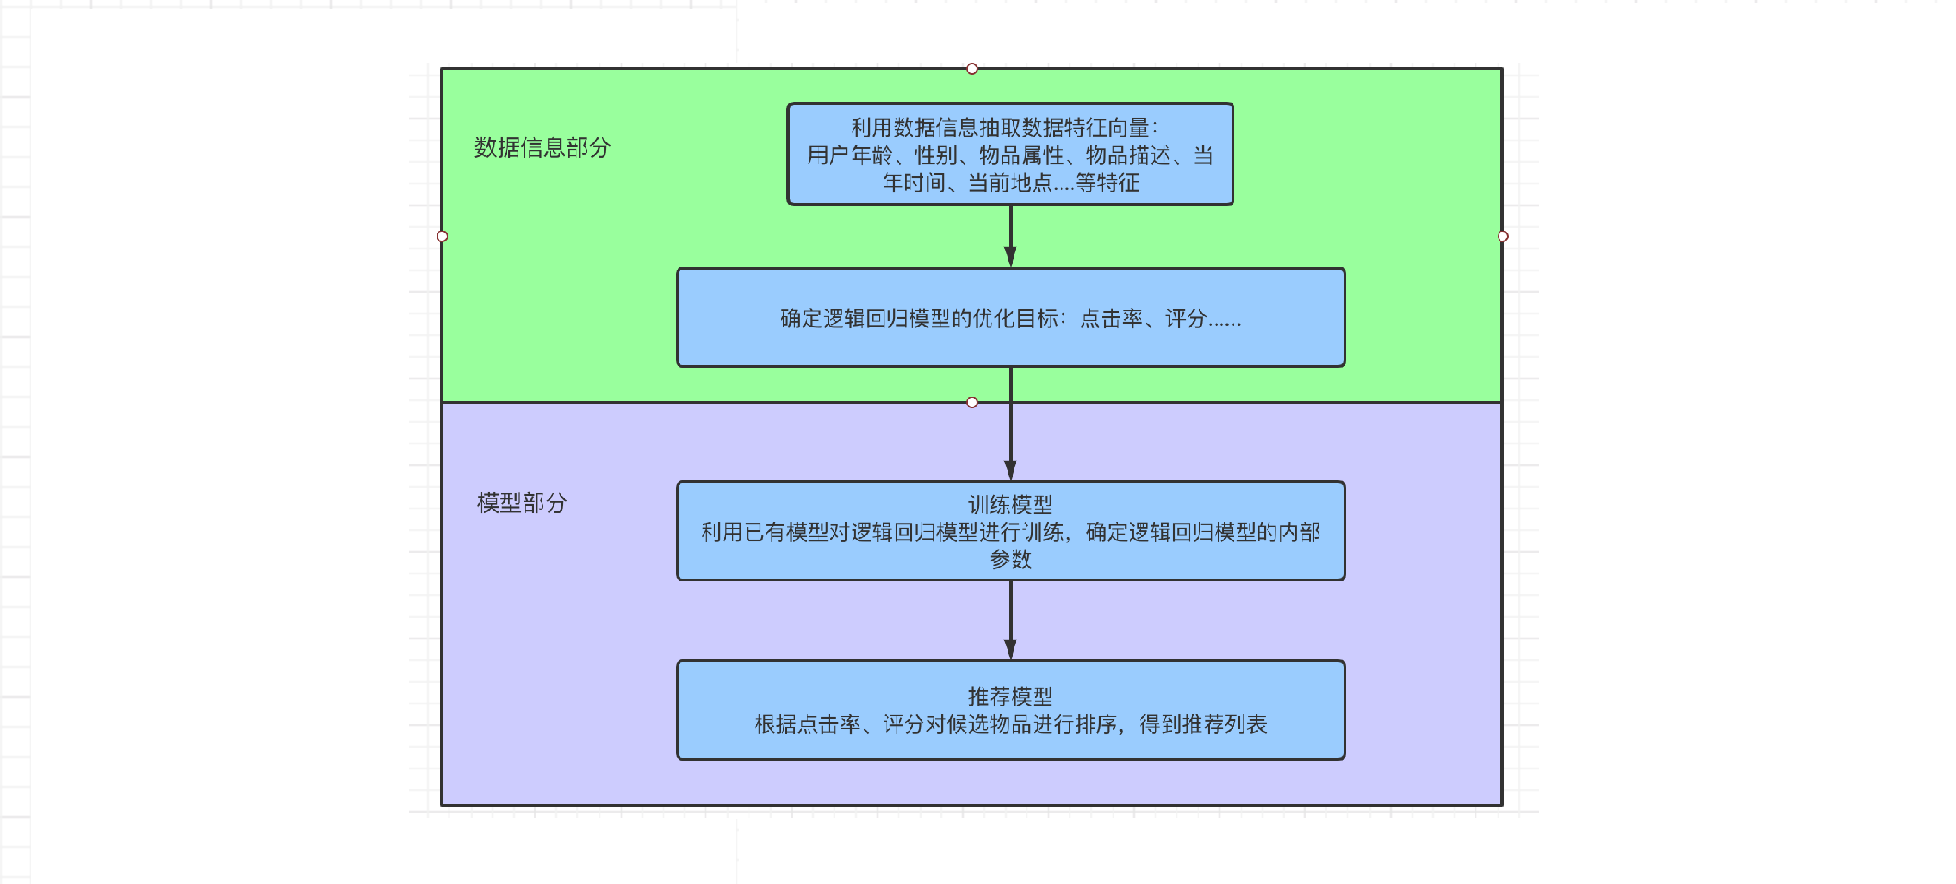 数据信息部分
利用数据信息抽取数据特征向量：
用户年龄、性别、物品属性、物品描述、当
年时间、当前地点....等特征
确定逻辑回归模型的优化目标：点击率、评分......
模型部分
训练模型
利用已有模型对逻辑回归模型进行训练，确定逻辑回归模型的内部
参数
推荐模型
根据点击率、评分对候选物品进行排序，得到推荐列表